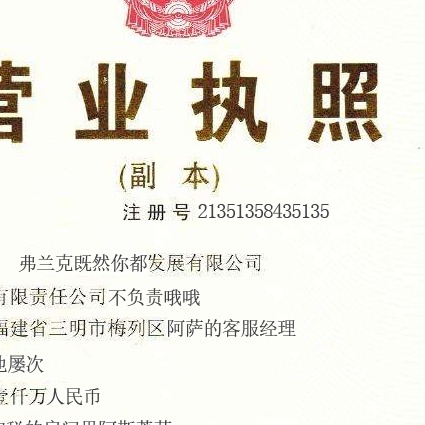 营业执照
(副 本)
注册号 21351358435135
弗兰克既然你都发展有限公司
有限责任公司不负责哦哦
福建省三明市梅列区阿萨的客服经理
地屡次
壹仟万人民币